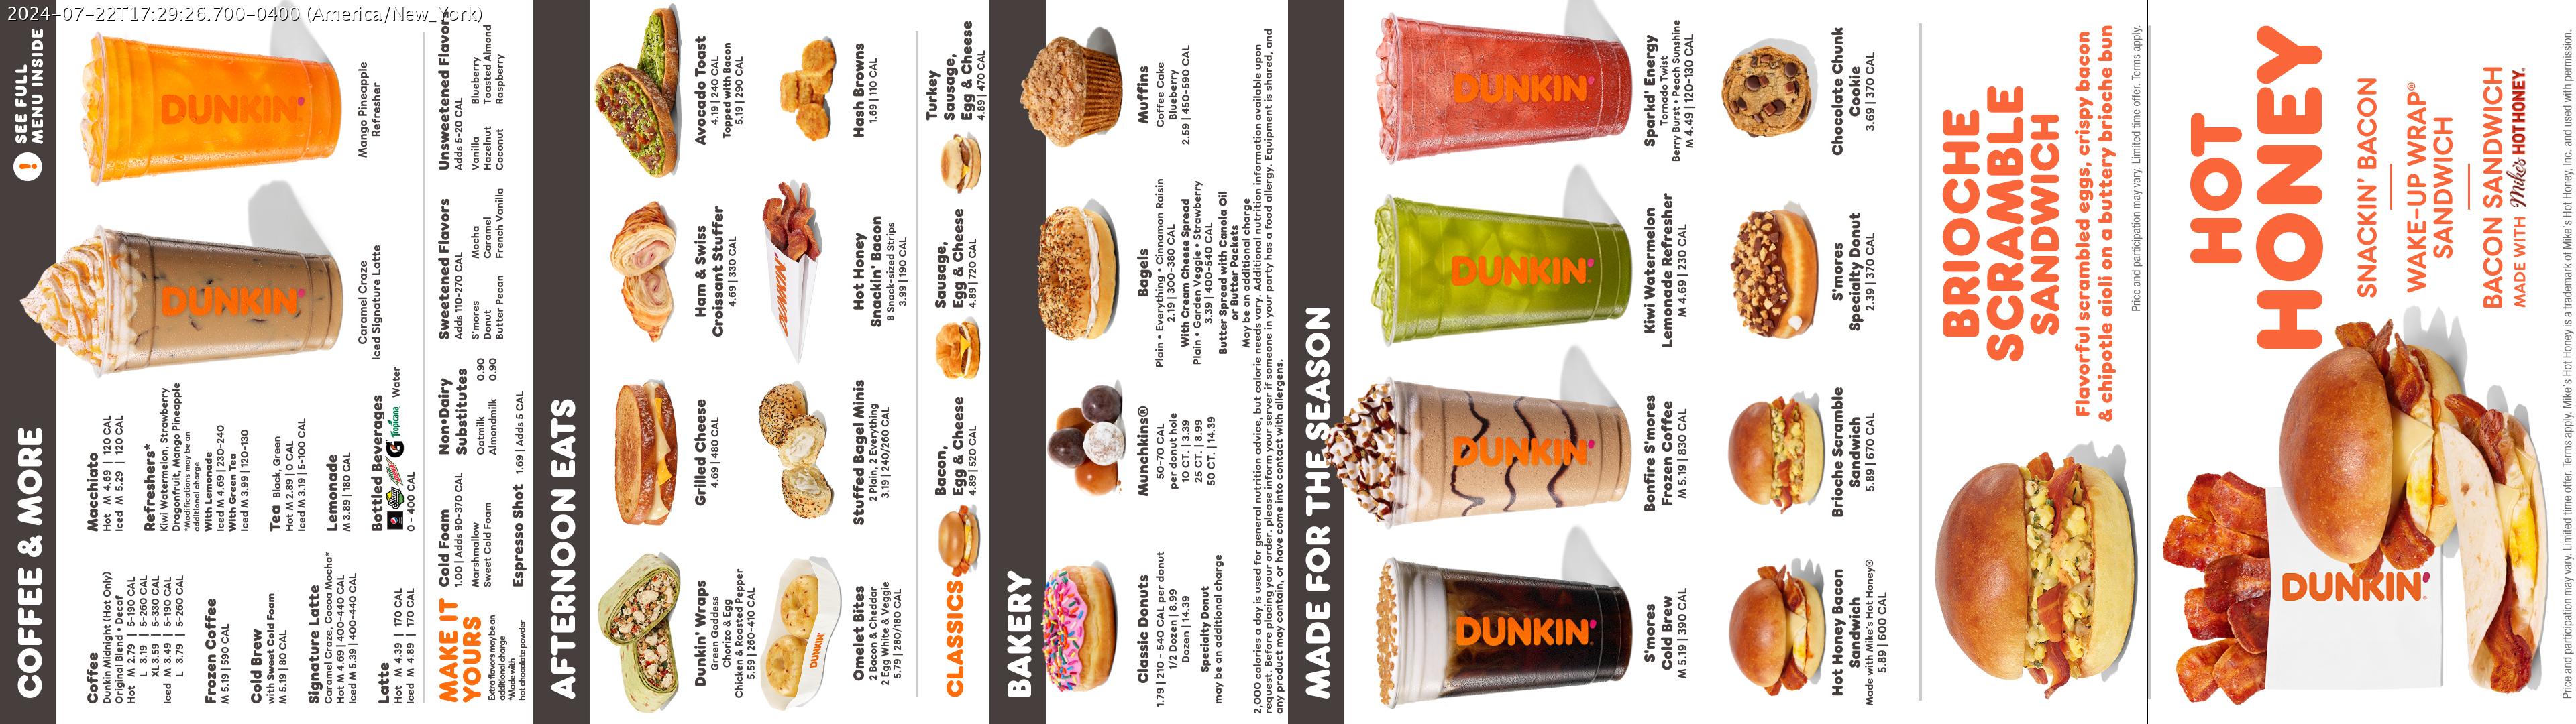 2024-07-22T17:29:26.700-0400 (America/New_York)
COFFEE & MORE
! SEE FULL
MENU INSIDE
Coffee
Dunkin Midnight (Hot Only)
Original Blend • Decaf
Hot M 2.79 | 5-190 CAL
L 3.19 | 5-260 CAL
XL 3.59 | 5-330 CAL
Iced M 3.49 | 5-190 CAL
L 3.79 | 5-260 CAL
Frozen Coffee
M 5.19 | 590 CAL
Cold Brew
with Sweet Cold Foam
M 5.19 | 80 CAL
Signature Latte
Caramel Craze, Cocoa Mocha*
Hot M 4.69 | 400-440 CAL
Iced M 5.39 | 400-440 CAL
Latte
Hot M 4.39 | 170 CAL
Iced M 4.89 | 170 CAL
Macchiato
Hot M 4.69 | 120 CAL
Iced M 5.29 | 120 CAL
Refreshers*
Kiwi Watermelon, Strawberry
Dragonfruit, Mango Pineapple
*Modifications may be an
additional charge
With Lemonade
Iced M 4.69 | 230-240
With Green Tea
Iced M 3.99 | 120-130
Tea Black, Green
Hot M 2.89 | 0 CAL
Iced M 3.19 | 5-100 CAL
Lemonade
M 3.89 | 180 CAL
Bottled Beverages
G Tropicana Water
0 - 400 CAL
DUNKIN'
Caramel Craze
Iced Signature Latte
DUNKIN'
Mango Pineapple
Refresher
MAKE IT
YOURS
Extra flavors may be an
additional charge
*Made with
hot chocolate powder
Cold Foam
1.00 | Adds 90-370 CAL
Marshmallow
Sweet Cold Foam
Non•Dairy
Substitutes
Oatmilk 0.90
Almondmilk 0.90
Espresso Shot 1.69 | Adds 5 CAL
Sweetened Flavors
Adds 110-270 CAL
S'mores Mocha
Donut Caramel
Butter Pecan French Vanilla
Unsweetened Flavors
Adds 5-20 CAL
Vanilla Blueberry
Hazelnut Toasted Almond
Coconut Raspberry
AFTERNOON EATS
Dunkin' Wraps
Green Goddess
Chorizo & Egg
Chicken & Roasted Pepper
5.59 | 260-410 CAL
Grilled Cheese
4.69 | 480 CAL
Ham & Swiss
Croissant Stuffer
4.69 | 330 CAL
Avocado Toast
4.19 | 240 CAL
Topped with Bacon
5.19 | 290 CAL
DUNKIN'
Omelet Bites
2 Bacon & Cheddar
2 Egg White & Veggie
5.79 | 280/180 CAL
Stuffed Bagel Minis
2 Plain, 2 Everything
3.19 | 240/260 CAL
DUNKIN'
Hot Honey
Snackin' Bacon
8 Snack-sized Strips
3.99 | 190 CAL
Hash Browns
1.69 | 110 CAL
CLASSICS
Bacon,
Egg & Cheese
4.89 | 520 CAL
Sausage,
Egg & Cheese
4.89 | 720 CAL
Turkey
Sausage,
Egg & Cheese
4.89 | 470 CAL
BAKERY
Classic Donuts
1.79 | 210 - 540 CAL per donut
1/2 Dozen | 8.99
Dozen | 14.39
Specialty Donut
may be an additional charge
Munchkins®
50-70 CAL
per donut hole
10 CT. | 3.39
25 CT. | 8.99
50 CT. | 14.39
Bagels
Plain • Everything • Cinnamon Raisin
2.19 | 300-380 CAL
With Cream Cheese Spread
Plain • Garden Veggie • Strawberry
3.39 | 400-540 CAL
Butter Spread with Canola Oil
or Butter Packets
May be an additional charge
Muffins
Coffee Cake
Blueberry
2.59 | 450-590 CAL
2,000 calories a day is used for general nutrition advice, but calorie needs vary. Additional nutrition information available upon
request. Before placing your order, please inform your server if someone in your party has a food allergy. Equipment is shared, and
any product may contain, or have come into contact with allergens.
MADE FOR THE SEASON
DUNKIN'
S'mores
Cold Brew
M 5.19 | 390 CAL
DUNKIN'
Bonfire S'mores
Frozen Coffee
M 5.19 | 830 CAL
DUNKIN'
Kiwi Watermelon
Lemonade Refresher
M 4.69 | 230 CAL
DUNKIN'
Sparkd' Energy
Tornado Twist
Berry Burst • Peach Sunshine
M 4.49 | 120-130 CAL
Hot Honey Bacon
Sandwich
Made with Mike's Hot Honey®
5.89 | 600 CAL
Brioche Scramble
Sandwich
5.89 | 670 CAL
S'mores
Specialty Donut
2.39 | 370 CAL
Chocolate Chunk
Cookie
3.69 | 370 CAL
BRIOCHE
SCRAMBLE
SANDWICH
Flavorful scrambled eggs, crispy bacon
& chipotle aioli on a buttery brioche bun
Price and participation may vary. Limited time offer. Terms apply.
HOT
HONEY
SNACKIN' BACON
WAKE-UP WRAP®
SANDWICH
BACON SANDWICH
MADE WITH Mike's HOT HONEY.
DUNKIN'
Price and participation may vary. Limited time offer. Terms apply. Mike's Hot Honey is a trademark of Mike's Hot Honey, Inc. and used with permission.